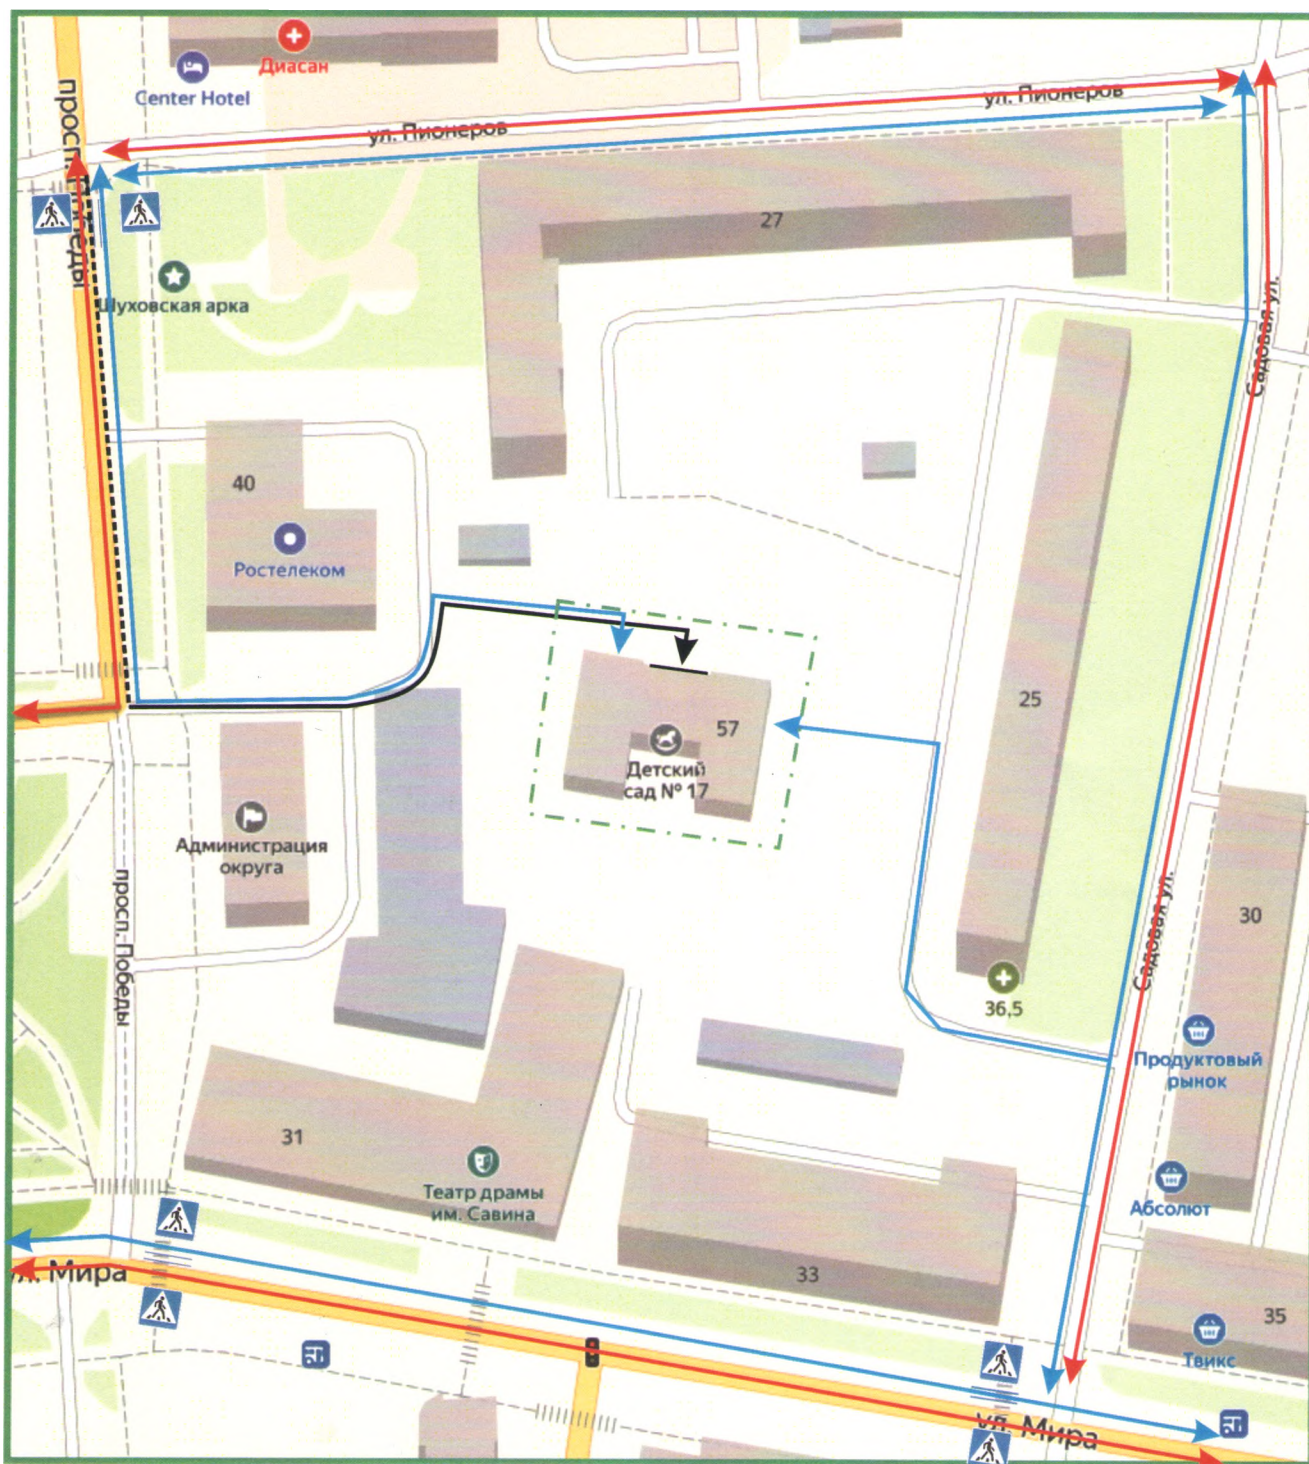 Диасан
Center Hotel
ул. Пионеров
ул. Пионеров
просп. Победы
27
Шуховская арка
Садовая ул.
40
Ростелеком
25
57
Детский
сад № 17
Администрация
округа
просп. Победы
Садовая ул.
30
36,5
Продуктовый
рынок
31
Театр драмы
им. Савина
Абсолют
ул. Мира
33
35
Твикс
ул. Мира